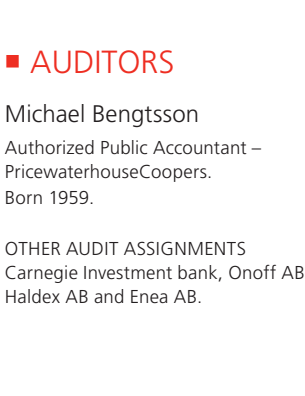 AUDITORS
Michael Bengtsson
Authorized Public Accountant –
PricewaterhouseCoopers.
Born 1959.
OTHER AUDIT ASSIGNMENTS
Carnegie Investment bank, Onoff AB
Haldex AB and Enea AB.